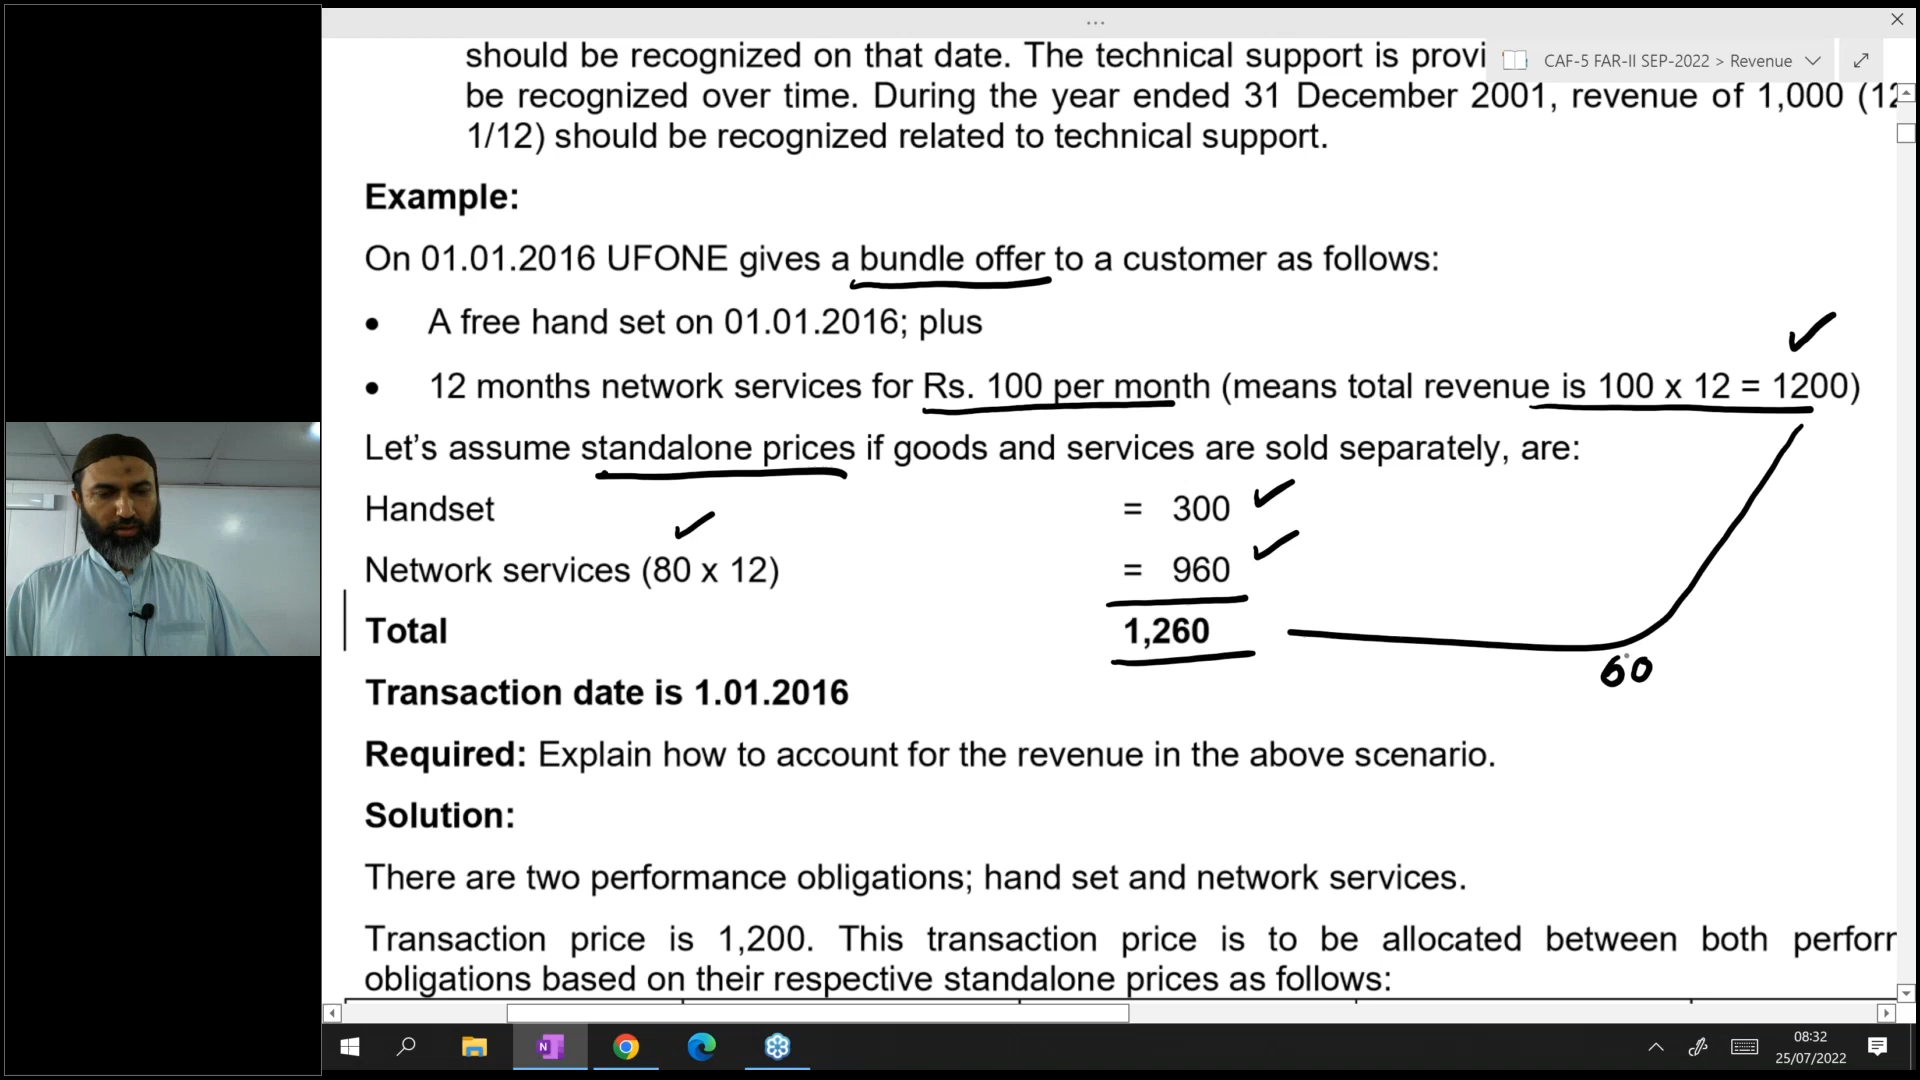 should be recognized on that date. The technical support is provi
CAF-5 FAR-II SEP-2022 > Revenue
be recognized over time. During the year ended 31 December 2001, revenue of 1,000 (12
1/12) should be recognized related to technical support.
Example:
On 01.01.2016 UFONE gives a bundle offer to a customer as follows:
• A free hand set on 01.01.2016; plus
• 12 months network services for Rs. 100 per month (means total revenue is 100 x 12 = 1200)
Let’s assume standalone prices if goods and services are sold separately, are:
Handset = 300
Network services (80 x 12) = 960
Total 1,260
60
Transaction date is 1.01.2016
Required: Explain how to account for the revenue in the above scenario.
Solution:
There are two performance obligations; hand set and network services.
Transaction price is 1,200. This transaction price is to be allocated between both perfor
obligations based on their respective standalone prices as follows:
08:32
25/07/2022